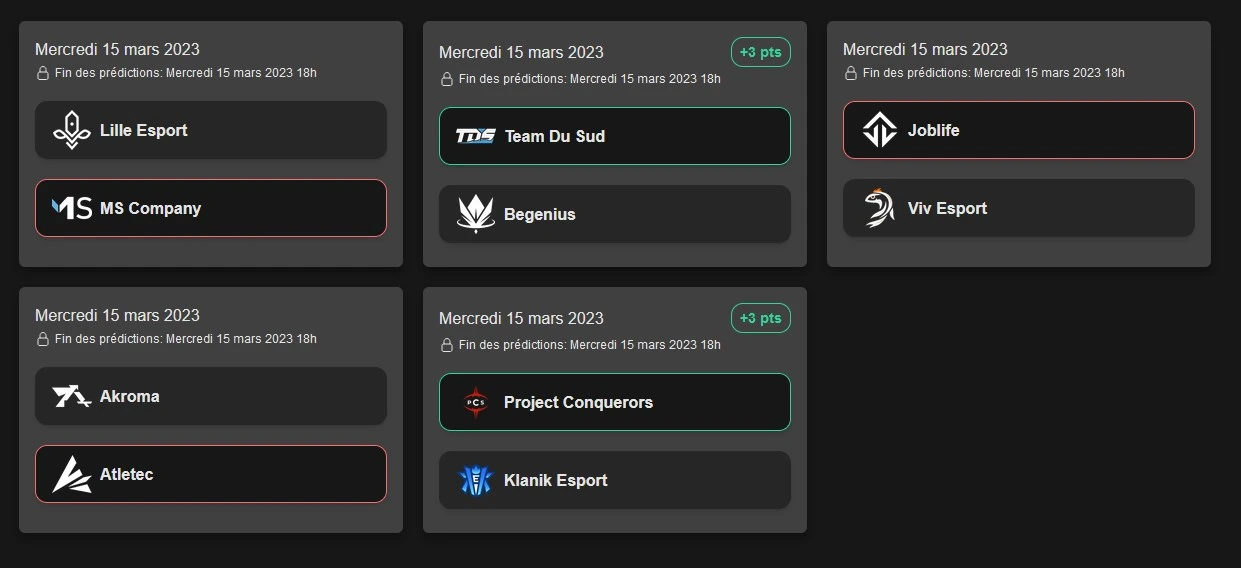 Mercredi 15 mars 2023
Fin des prédictions: Mercredi 15 mars 2023 18h
Lille Esport
MS MS Company
Mercredi 15 mars 2023
+3 pts
Fin des prédictions: Mercredi 15 mars 2023 18h
TDS Team Du Sud
Begenius
Mercredi 15 mars 2023
Fin des prédictions: Mercredi 15 mars 2023 18h
Joblife
Viv Esport
Mercredi 15 mars 2023
Fin des prédictions: Mercredi 15 mars 2023 18h
Akroma
Atletec
Mercredi 15 mars 2023
+3 pts
Fin des prédictions: Mercredi 15 mars 2023 18h
PCS Project Conquerors
E Klanik Esport